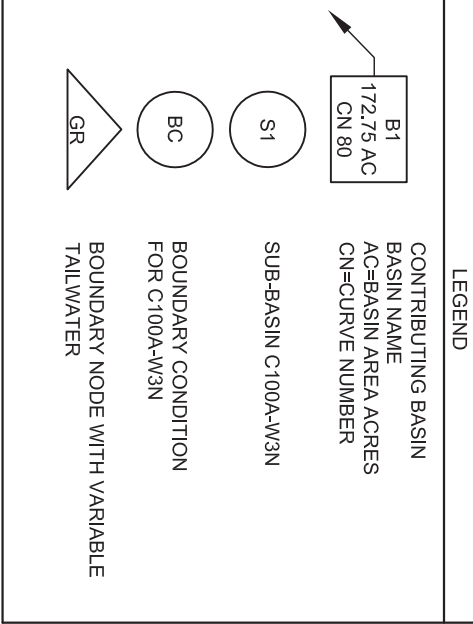 LEGEND
B1
172.75 AC
CN 80
CONTRIBUTING BASIN
BASIN NAME
AC=BASIN AREA ACRES
CN=CURVE NUMBER
S1
SUB-BASIN C100A-W3N
BC
BOUNDARY CONDITION
FOR C100A-W3N
GR
BOUNDARY NODE WITH VARIABLE
TAILWATER